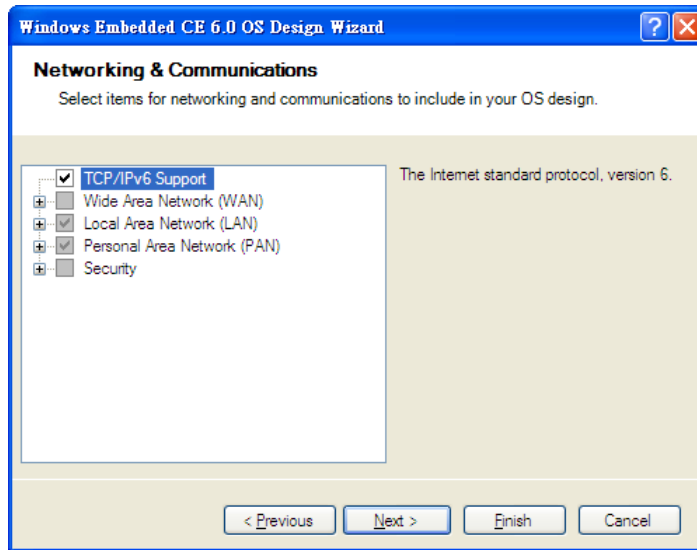 Windows Embedded CE 6.0 OS Design Wizard
Networking & Communications
Select items for networking and communications to include in your OS design.
TCP/IPv6 Support
Wide Area Network (WAN)
Local Area Network (LAN)
Personal Area Network (PAN)
Security
The Internet standard protocol, version 6.
< Previous
Next >
Finish
Cancel